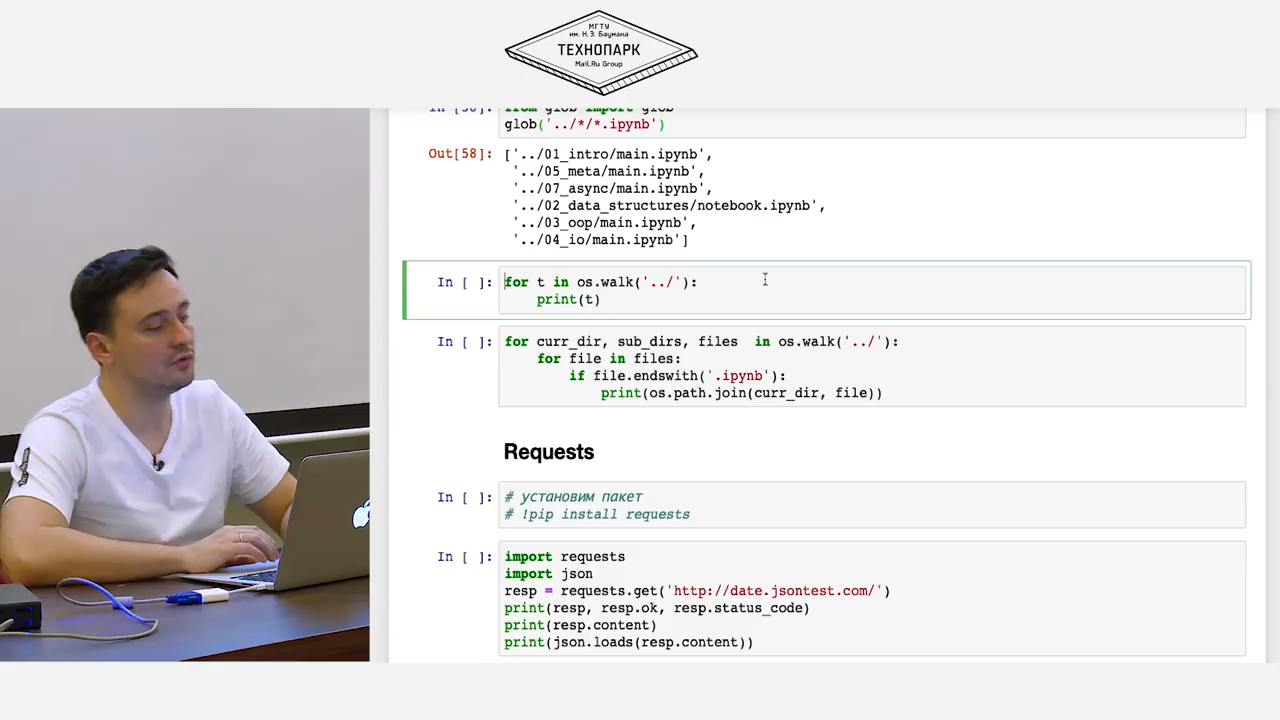 МГТУ
им. Н.Э. Баумана
ТЕХНОПАРК
Mail.Ru Group
from glob import glob
glob('../*/*.ipynb')
Out[58]: ['../01_intro/main.ipynb',
'../05_meta/main.ipynb',
'../07_async/main.ipynb',
'../02_data_structures/notebook.ipynb',
'../03_oop/main.ipynb',
'../04_io/main.ipynb']
In [ ]: for t in os.walk('../'):
print(t)
In [ ]: for curr_dir, sub_dirs, files  in os.walk('../'):
for file in files:
if file.endswith('.ipynb'):
print(os.path.join(curr_dir, file))
Requests
In [ ]: # установим пакет
# !pip install requests
In [ ]: import requests
import json
resp = requests.get('http://date.jsontest.com/')
print(resp, resp.ok, resp.status_code)
print(resp.content)
print(json.loads(resp.content))